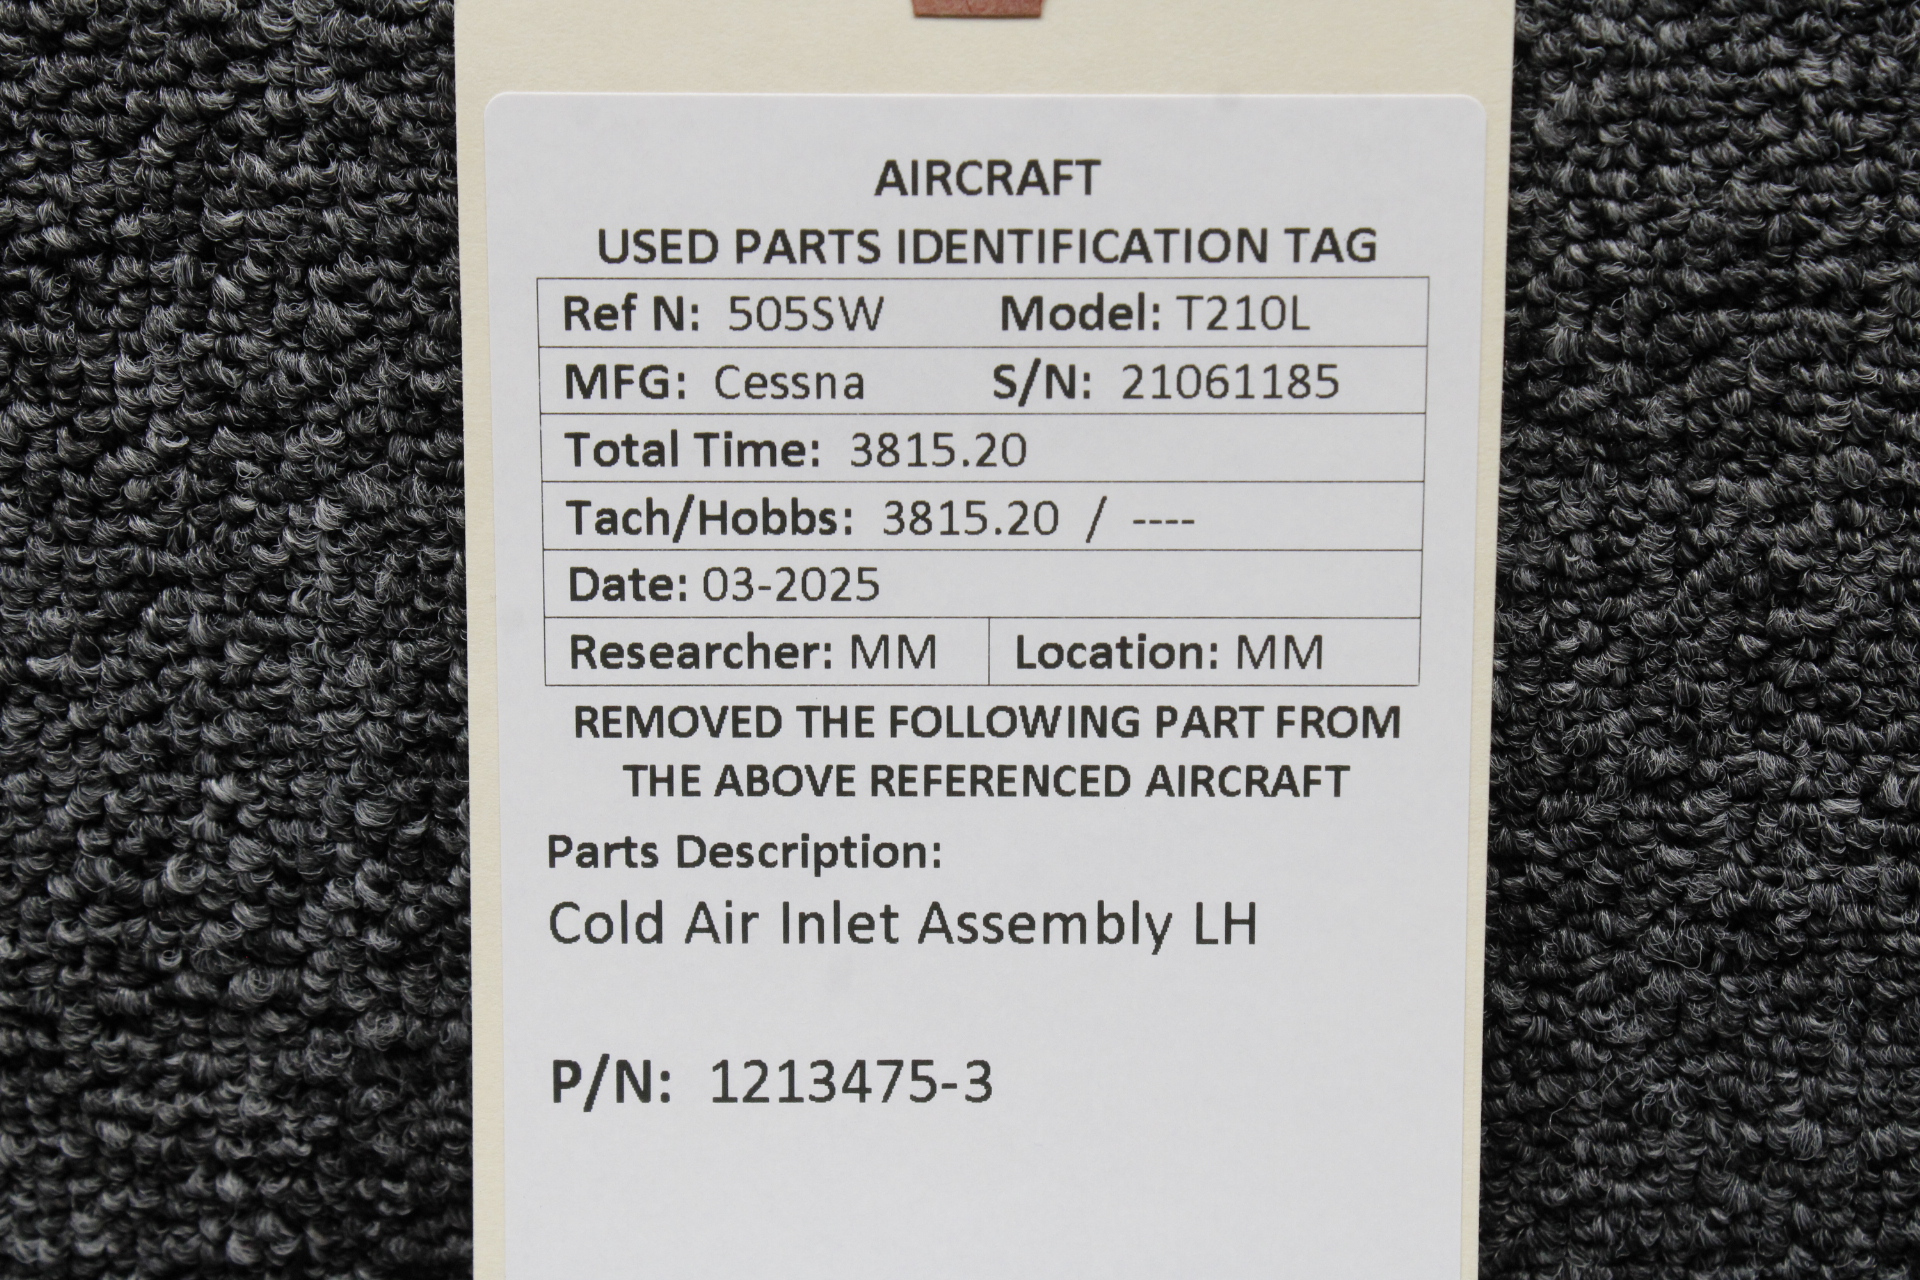 AIRCRAFT
USED PARTS IDENTIFICATION TAG
Ref N: 505SW Model: T210L
MFG: Cessna S/N: 21061185
Total Time: 3815.20
Tach/Hobbs: 3815.20 / ----
Date: 03-2025
Researcher: MM Location: MM
REMOVED THE FOLLOWING PART FROM
THE ABOVE REFERENCED AIRCRAFT
Parts Description:
Cold Air Inlet Assembly LH
P/N: 1213475-3